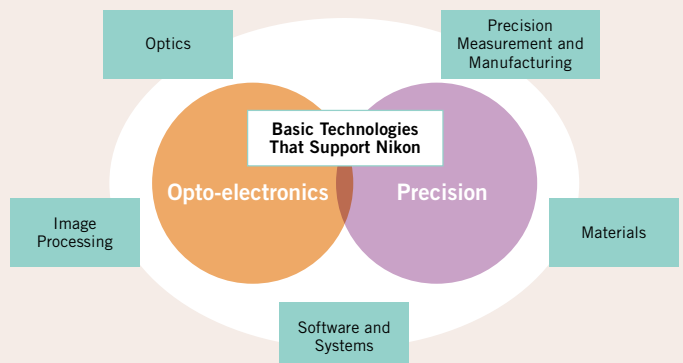 Optics
Precision
Measurement and
Manufacturing
Basic Technologies
That Support Nikon
Opto-electronics
Precision
Image
Processing
Materials
Software and
Systems